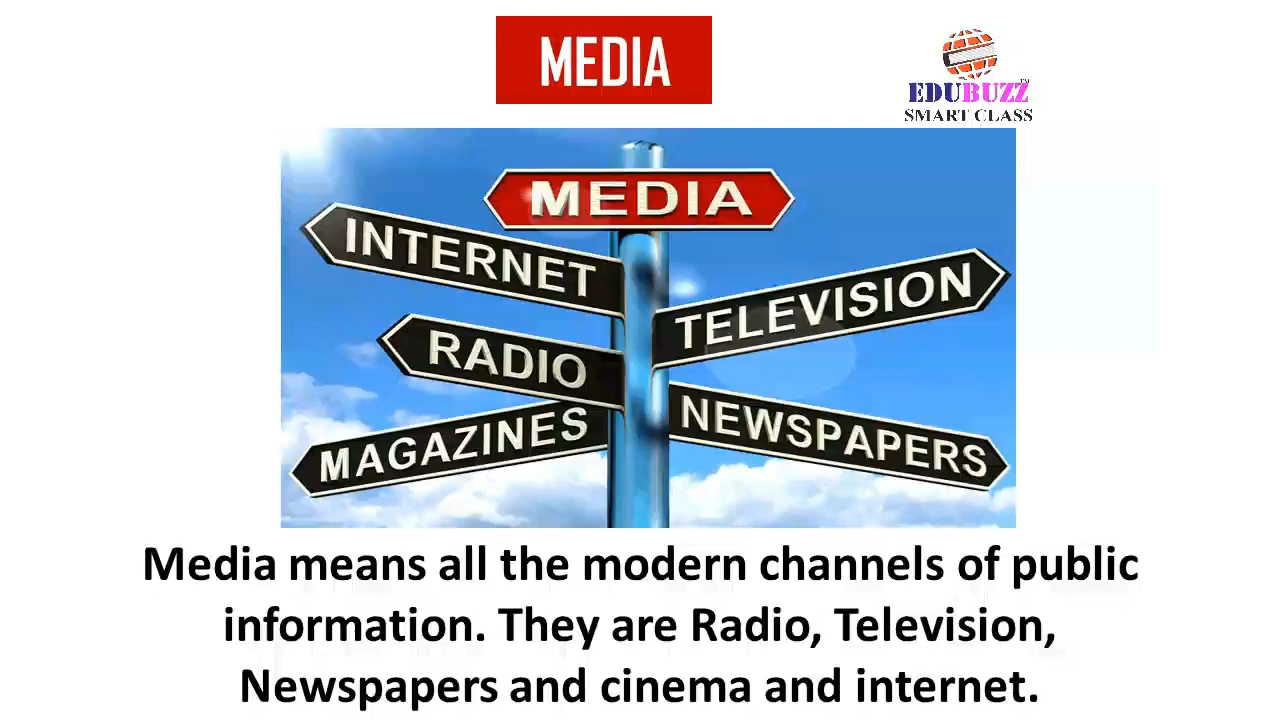 MEDIA
EDUBUZZ™
SMART CLASS
MEDIA
INTERNET
TELEVISION
RADIO
NEWSPAPERS
MAGAZINES
Media means all the modern channels of public
information. They are Radio, Television,
Newspapers and cinema and internet.